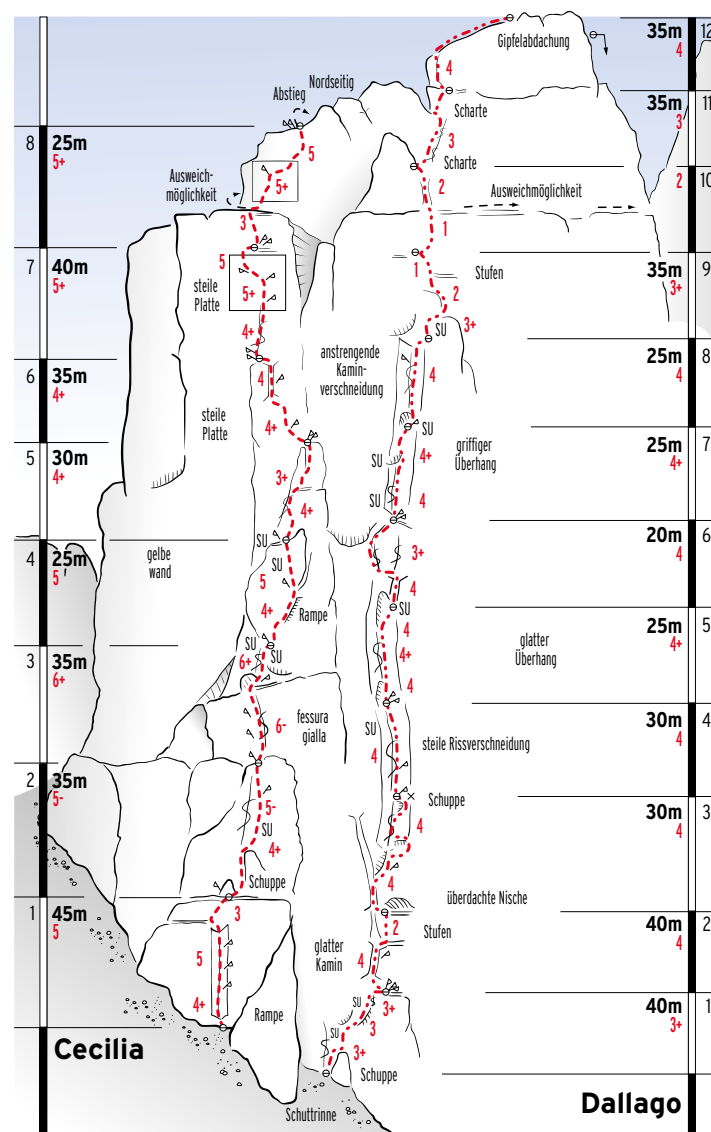 35m 12
4
Gipfelabdachung
4
35m 11
3
Nordseitig
Abstieg
Scharte
8 25m
5+
5
3
Scharte
2 10
Ausweich-
möglichkeit
5+
2
Ausweichmöglichkeit
3
1
7 40m
5+
5
1
35m 9
3+
Stufen
steile
Platte
5+
2
4+
3+
SU
anstrengende
Kamin-
verschneidung
25m 8
4
6 35m
4+
4
4
steile
Platte
4+
SU
25m 7
4+
5 30m
4+
griffiger
Überhang
4+
SU
3+
SU
4
SU
4+
20m 6
4
4 25m
5
SU
3+
gelbe
wand
SU
5
4
4+
Rampe
SU
25m 5
4+
4
glatter
Überhang
SU
SU
4+
3 35m
6+
6+
4
fessura
gialla
30m 4
4
6-
SU
4
steile Rissverschneidung
2 35m
5-
5-
Schuppe
30m 3
4
SU
4
4+
Schuppe
4
überdachte Nische
1 45m
5
3
2
Stufen
40m 2
4
5
glatter
Kamin
4
4+
Rampe
SU
3+
40m 1
3+
SU
3
3+
Schuppe
Cecilia
Dallago
Schuttrinne